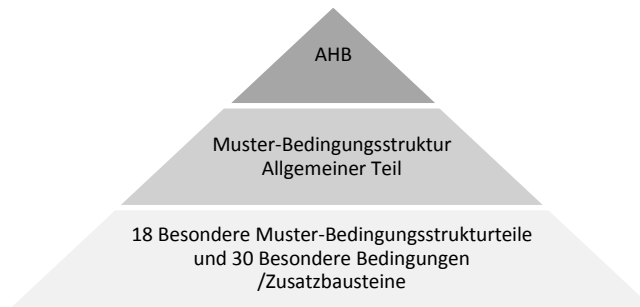 AHB
Muster-Bedingungsstruktur
Allgemeiner Teil
18 Besondere Muster-Bedingungsstrukturteile
und 30 Besondere Bedingungen
/Zusatzbausteine